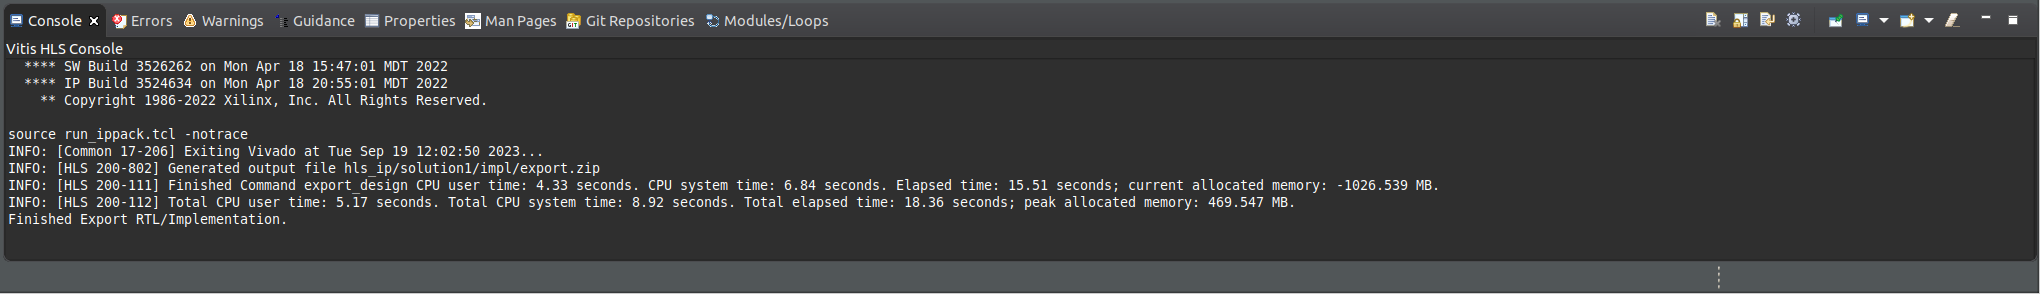 Console Errors Warnings Guidance Properties Man Pages Git Repositories Modules/Loops
Vitis HLS Console
**** SW Build 3526262 on Mon Apr 18 15:47:01 MDT 2022
**** IP Build 3524634 on Mon Apr 18 20:55:01 MDT 2022
** Copyright 1986-2022 Xilinx, Inc. All Rights Reserved.
source run_ippack.tcl -notrace
INFO: [Common 17-206] Exiting Vivado at Tue Sep 19 12:02:50 2023...
INFO: [HLS 200-802] Generated output file hls_ip/solution1/impl/export.zip
INFO: [HLS 200-111] Finished Command export_design CPU user time: 4.33 seconds. CPU system time: 6.84 seconds. Elapsed time: 15.51 seconds; current allocated memory: -1026.539 MB.
INFO: [HLS 200-112] Total CPU user time: 5.17 seconds. Total CPU system time: 8.92 seconds. Total elapsed time: 18.36 seconds; peak allocated memory: 469.547 MB.
Finished Export RTL/Implementation.